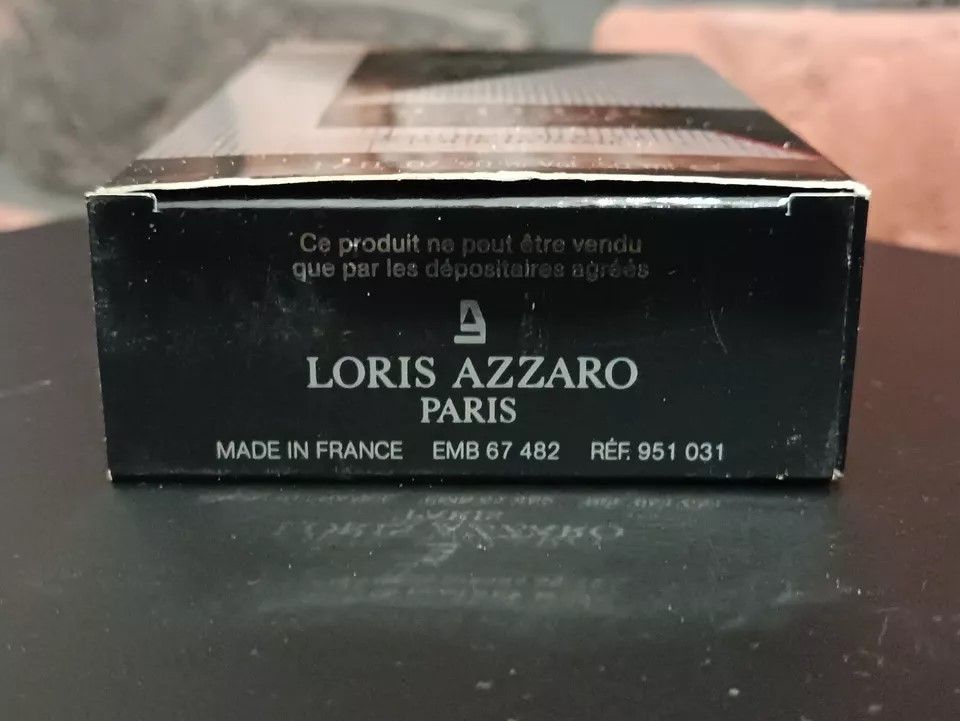 Ce produit ne peut être vendu
que par les dépositaires agréés
LORIS AZZARO
PARIS
MADE IN FRANCE EMB 67 482 RÉF. 951 031